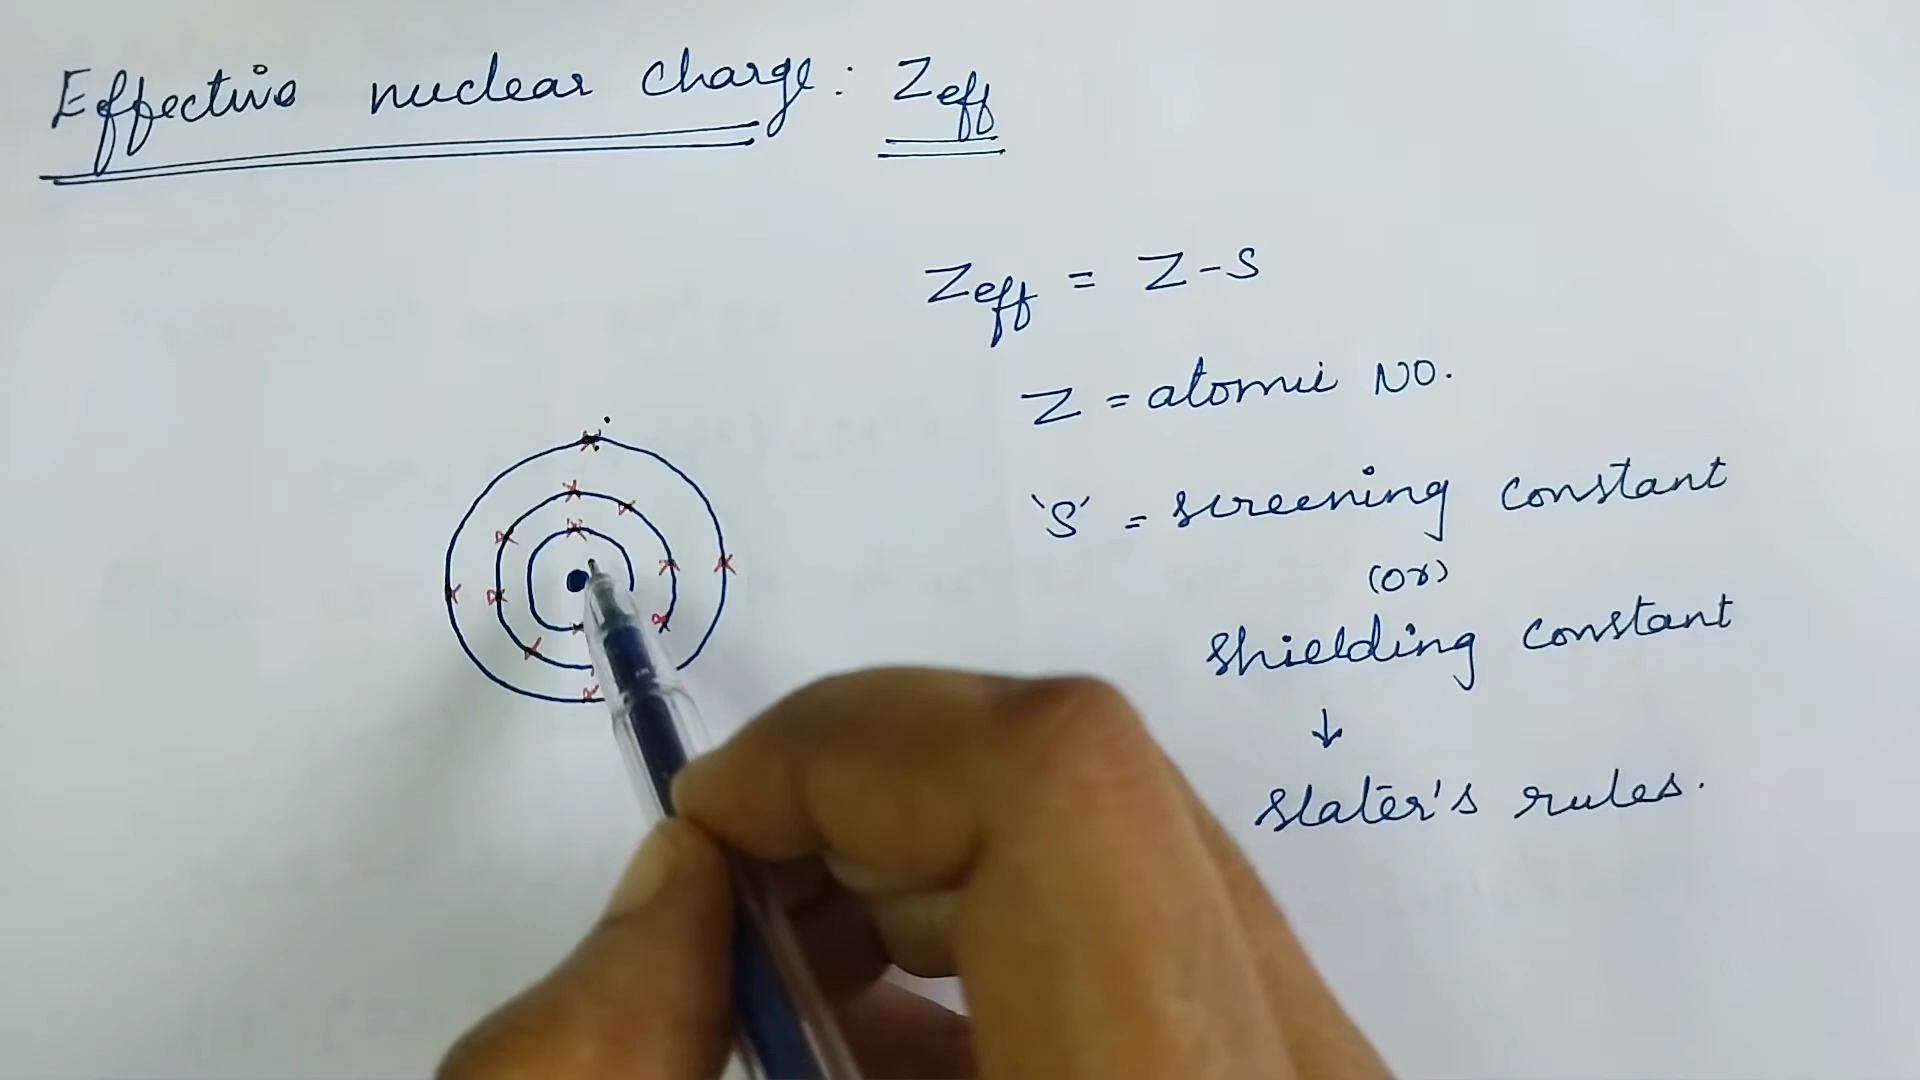 Effective nuclear charge: Zeff
Zeff = Z-S
Z = atomic NO.
'S' = screening constant
(or)
shielding constant
↓
slater's rules.